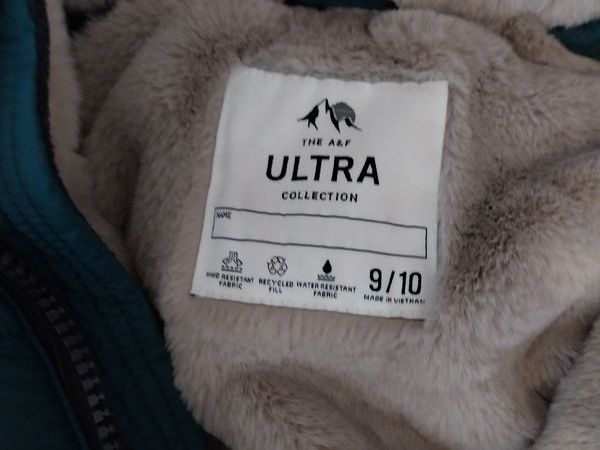 THE A&F
ULTRA
COLLECTION
NAME
WIND RESISTANT
FABRIC
RECYCLED
FILL
WATER RESISTANT
FABRIC
9/10
MADE IN VIETNAM